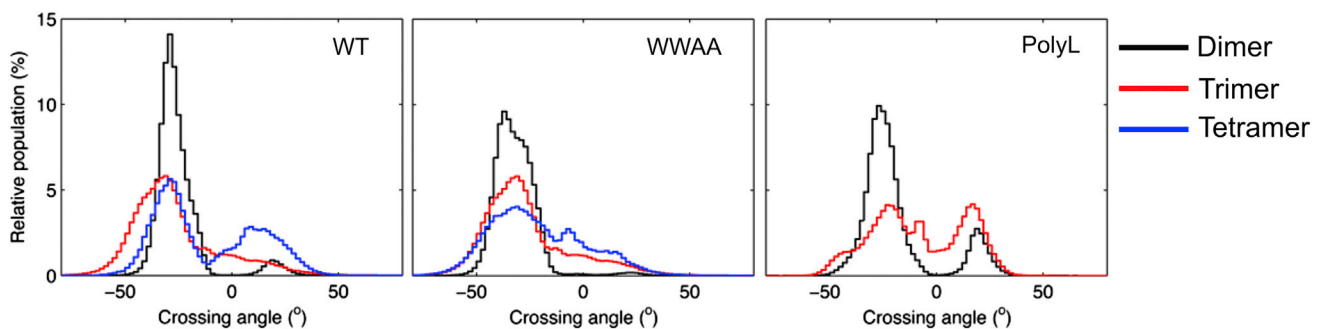 Relative population (%)
15
10
5
0
WT
−50
0
50
Crossing angle (º)
WWAA
−50
0
50
Crossing angle (º)
PolyL
−50
0
50
Crossing angle (º)
Dimer
Trimer
Tetramer